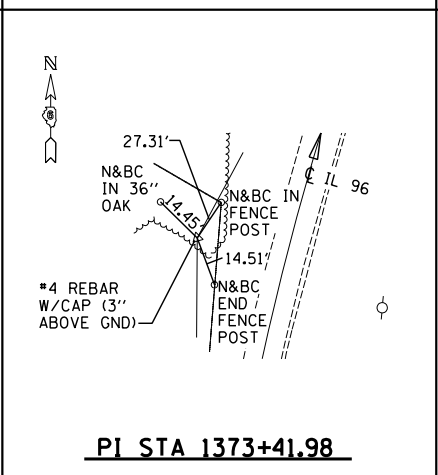 N
6
27.31'
N&BC
IN 36"
OAK
14.45'
N&BC IN
FENCE
POST
℄ IL 96
14.51'
N&BC
END
FENCE
POST
#4 REBAR
W/CAP (3"
ABOVE GND)
PI STA 1373+41.98